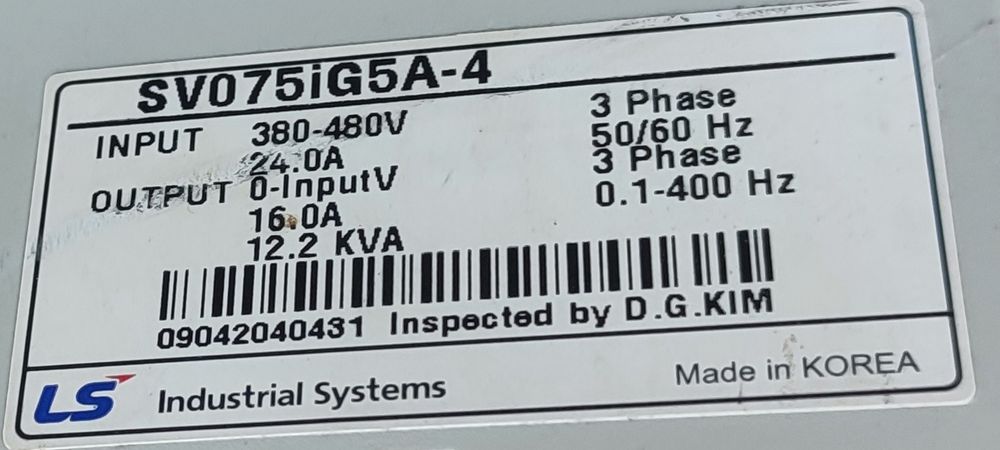 SV075iG5A-4
INPUT 380-480V 3 Phase
24.0A 50/60 Hz
OUTPUT 0-InputV 3 Phase
16.0A 0.1-400 Hz
12.2 KVA
09042040431 Inspected by D.G.KIM
LS Industrial Systems Made in KOREA